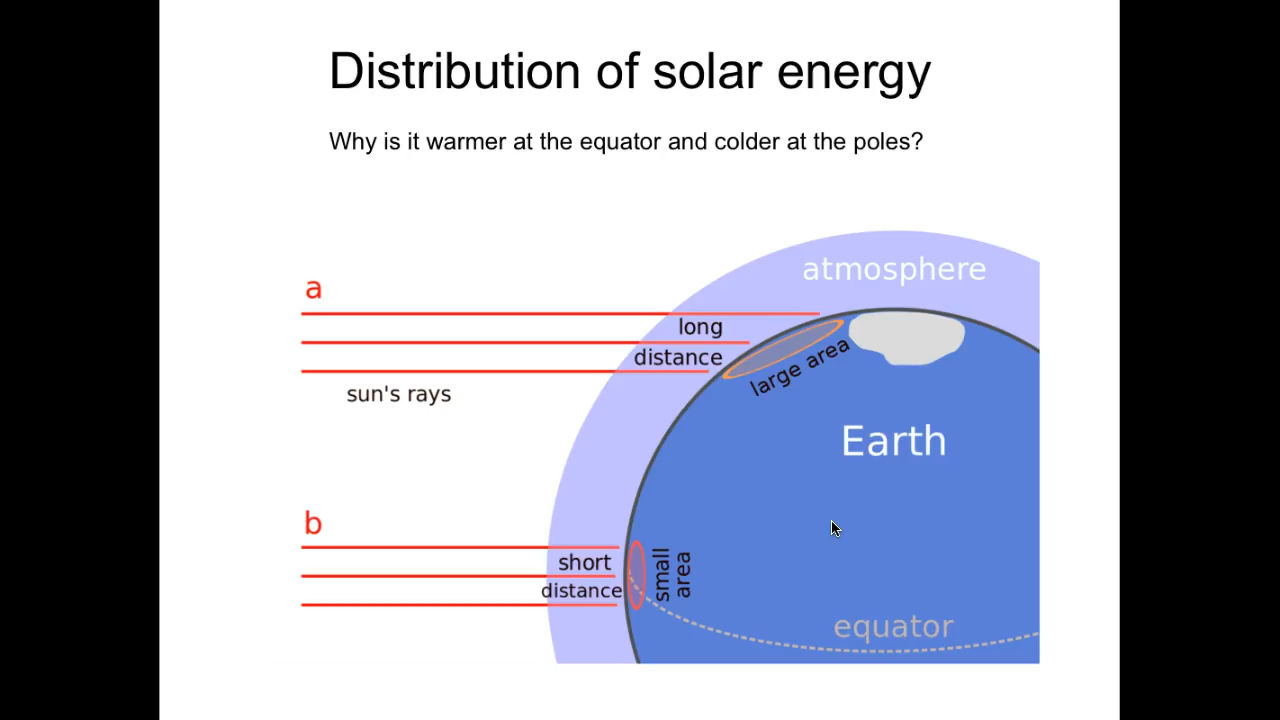 Distribution of solar energy
Why is it warmer at the equator and colder at the poles?
atmosphere
a
long
distance
large area
sun's rays
Earth
b
short
distance
small
area
equator